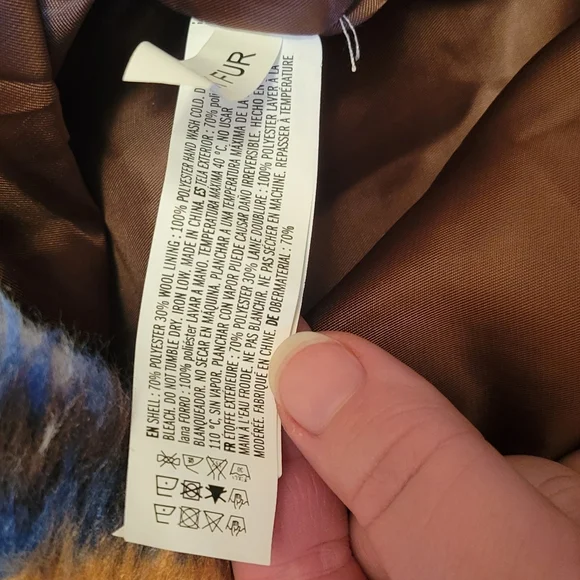 FUR
EN SHELL : 70% POLYESTER 30% WOOL LINING : 100% POLYESTER HAND WASH COLD. D
BLEACH. DO NOT TUMBLE DRY. IRON LOW. MADE IN CHINA. ES TELA EXTERIOR : 70% poli
lana FORRO : 100% poliéster LAVAR A MANO. TEMPERATURA MÁXIMA 40 °C. NO USAR
BLANQUEADOR. NO SECAR EN MÁQUINA. PLANCHAR A UNA TEMPERATURA MÁXIMA DE LA
110 °C, SIN VAPOR. PLANCHAR CON VAPOR PUEDE CAUSAR DAÑO IRREVERSIBLE. HECHO EN
FR ÉTOFFE EXTERIEURE : 70% POLYESTER 30% LAINE DOUBLURE : 100% POLYESTER LAVER À LA
MAIN À L'EAU FROIDE. NE PAS BLANCHIR. NE PAS SÉCHER EN MACHINE. REPASSER À TEMPÉRATURE
MODERÉE. FABRIQUÉ EN CHINE. DE OBERMATERIAL : 70%